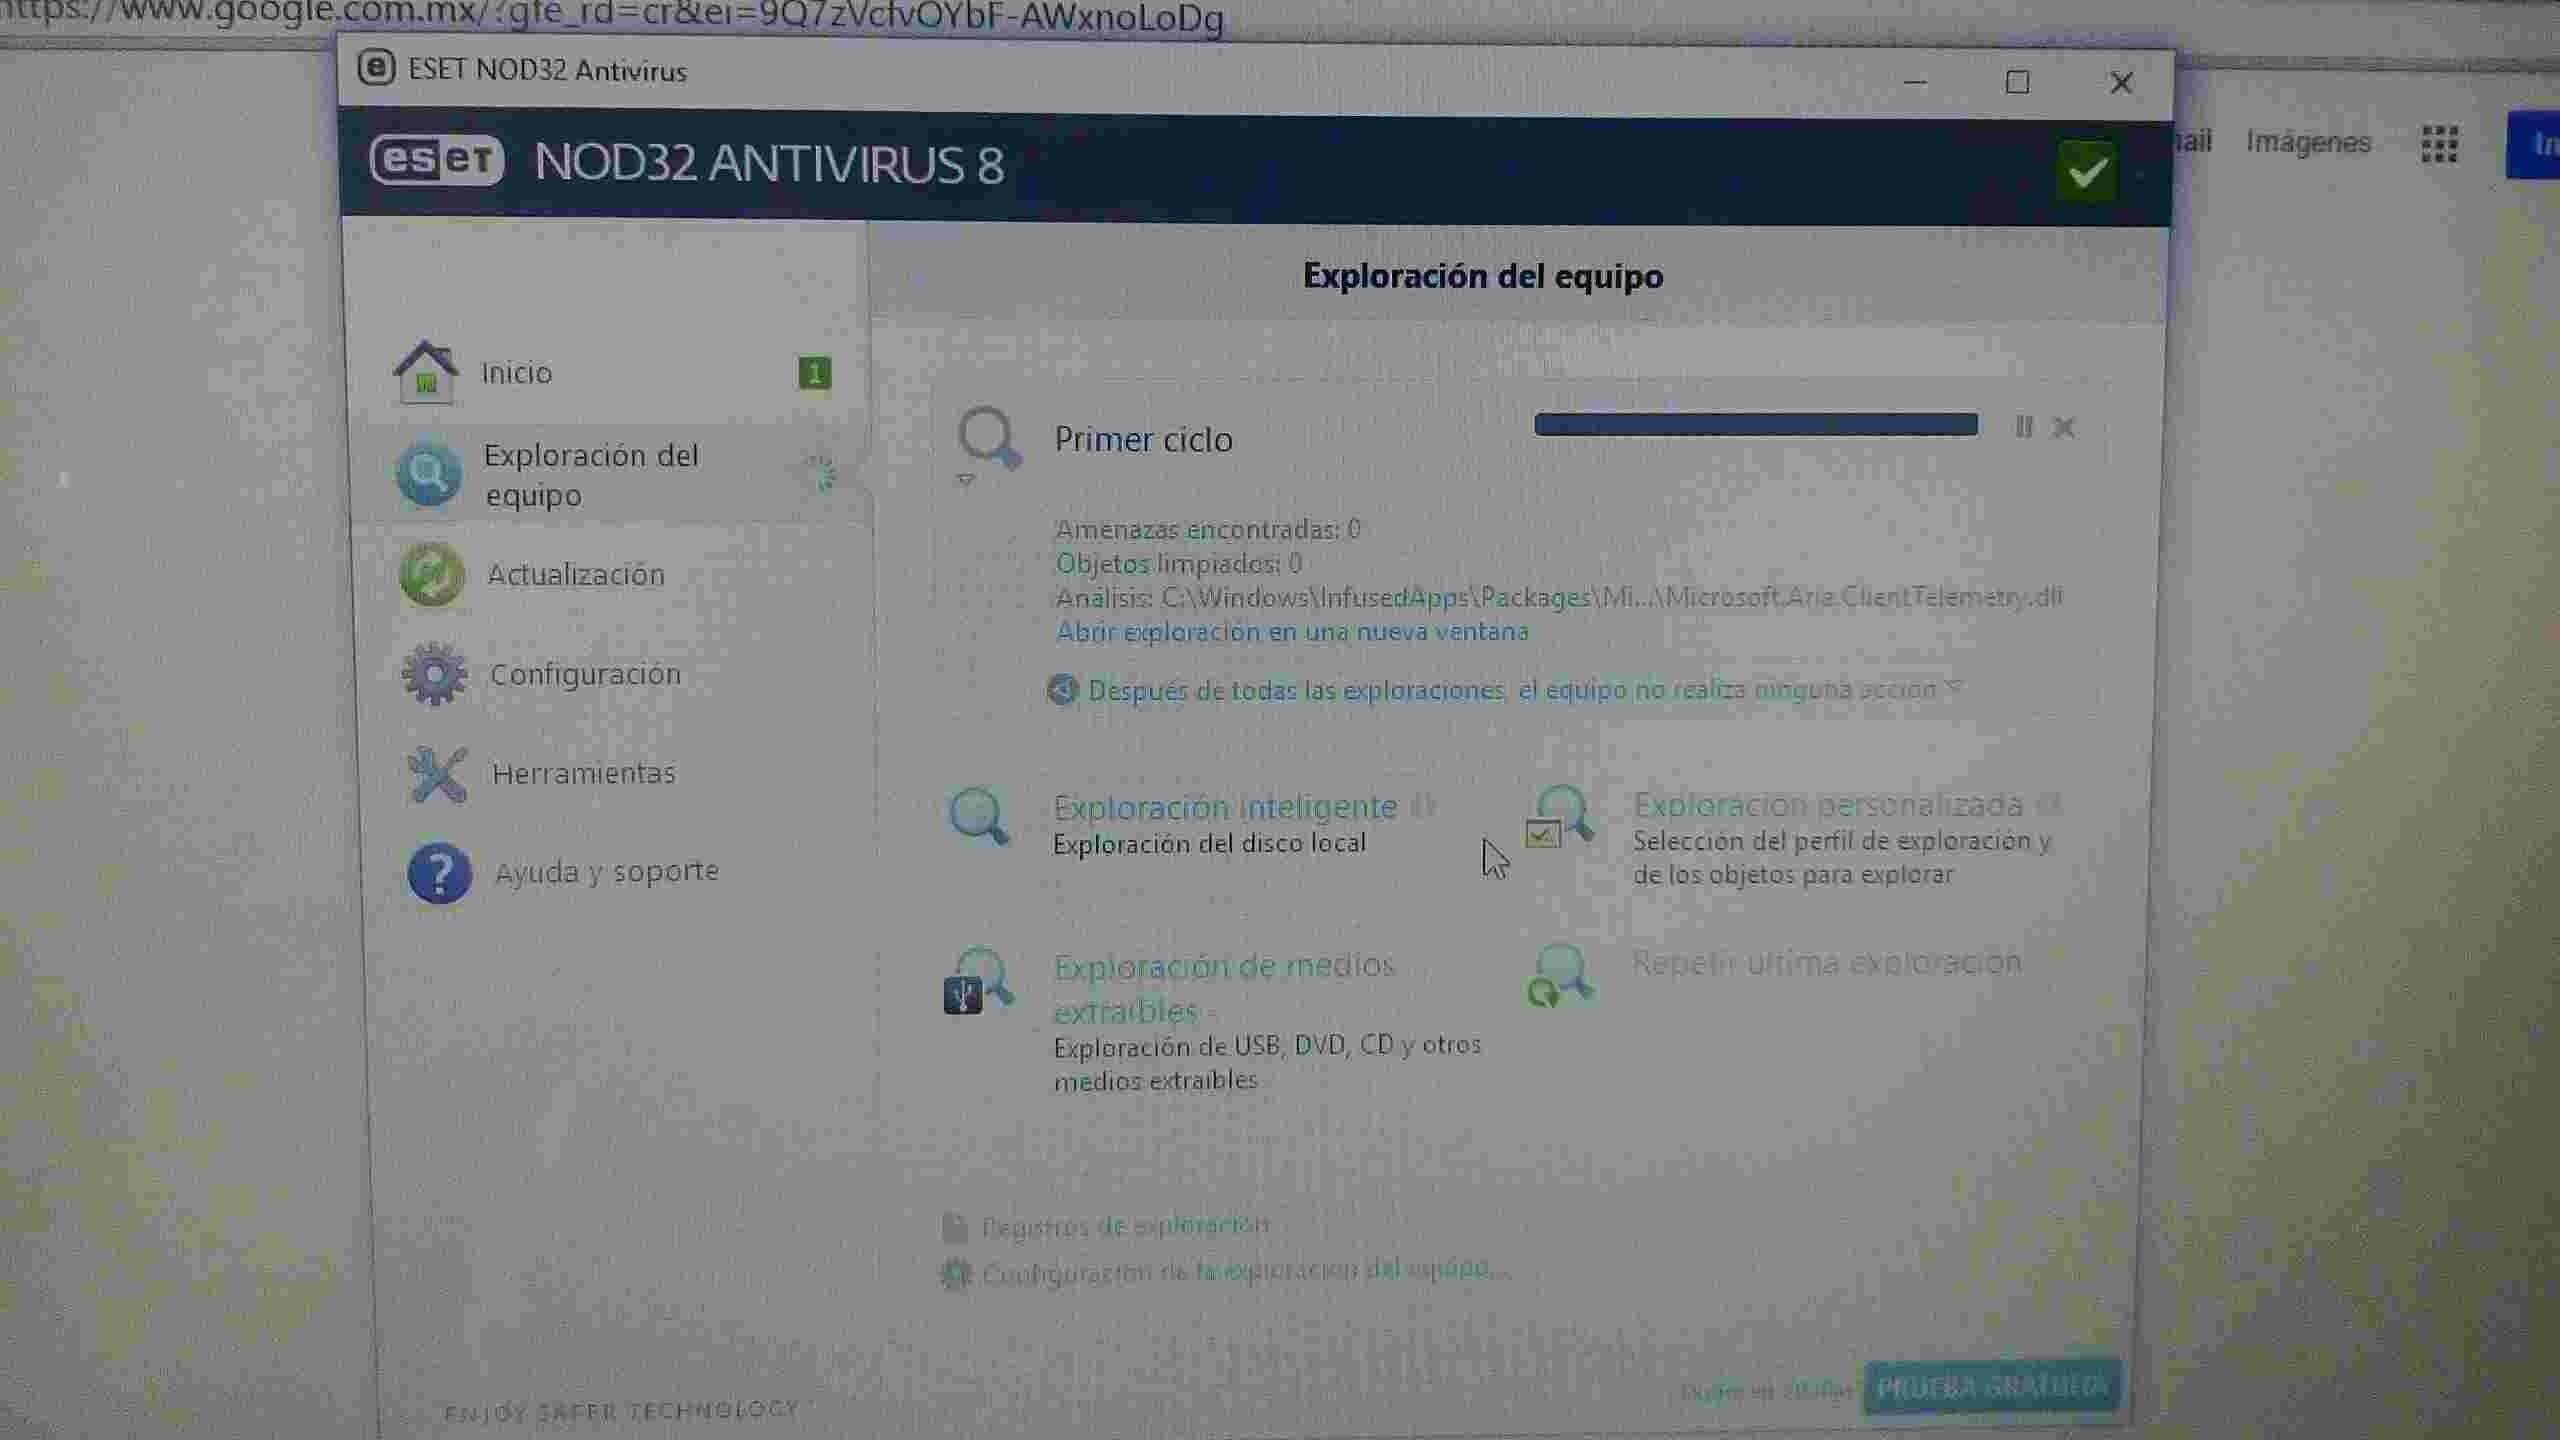 https://www.google.com.mx/?gfe_rd=cr&ei=9Q7zVcfvOYbF-AWxnoLoDg
ESET NOD32 Antivirus
eset NOD32 ANTIVIRUS 8
Imágenes
Exploración del equipo
Inicio
1
Exploración del
equipo
Actualización
Configuración
Herramientas
Ayuda y soporte
Primer ciclo
Amenazas encontradas: 0
Objetos limpiados: 0
Análisis: C:\Windows\InfusedApps\Packages\Mi...\Microsoft.Aria.ClientTelemetry.dll
Abrir exploración en una nueva ventana
Después de todas las exploraciones, el equipo no realiza ninguna acción
Exploración inteligente
Exploración del disco local
Exploración personalizada
Selección del perfil de exploración y
de los objetos para explorar
Exploración de medios
extraíbles
Exploración de USB, DVD, CD y otros
medios extraíbles
Repetir última exploración
Registros de exploración
Configuración de la exploración del equipo...
ENJOY SAFER TECHNOLOGY
PRUEBA GRATUITA